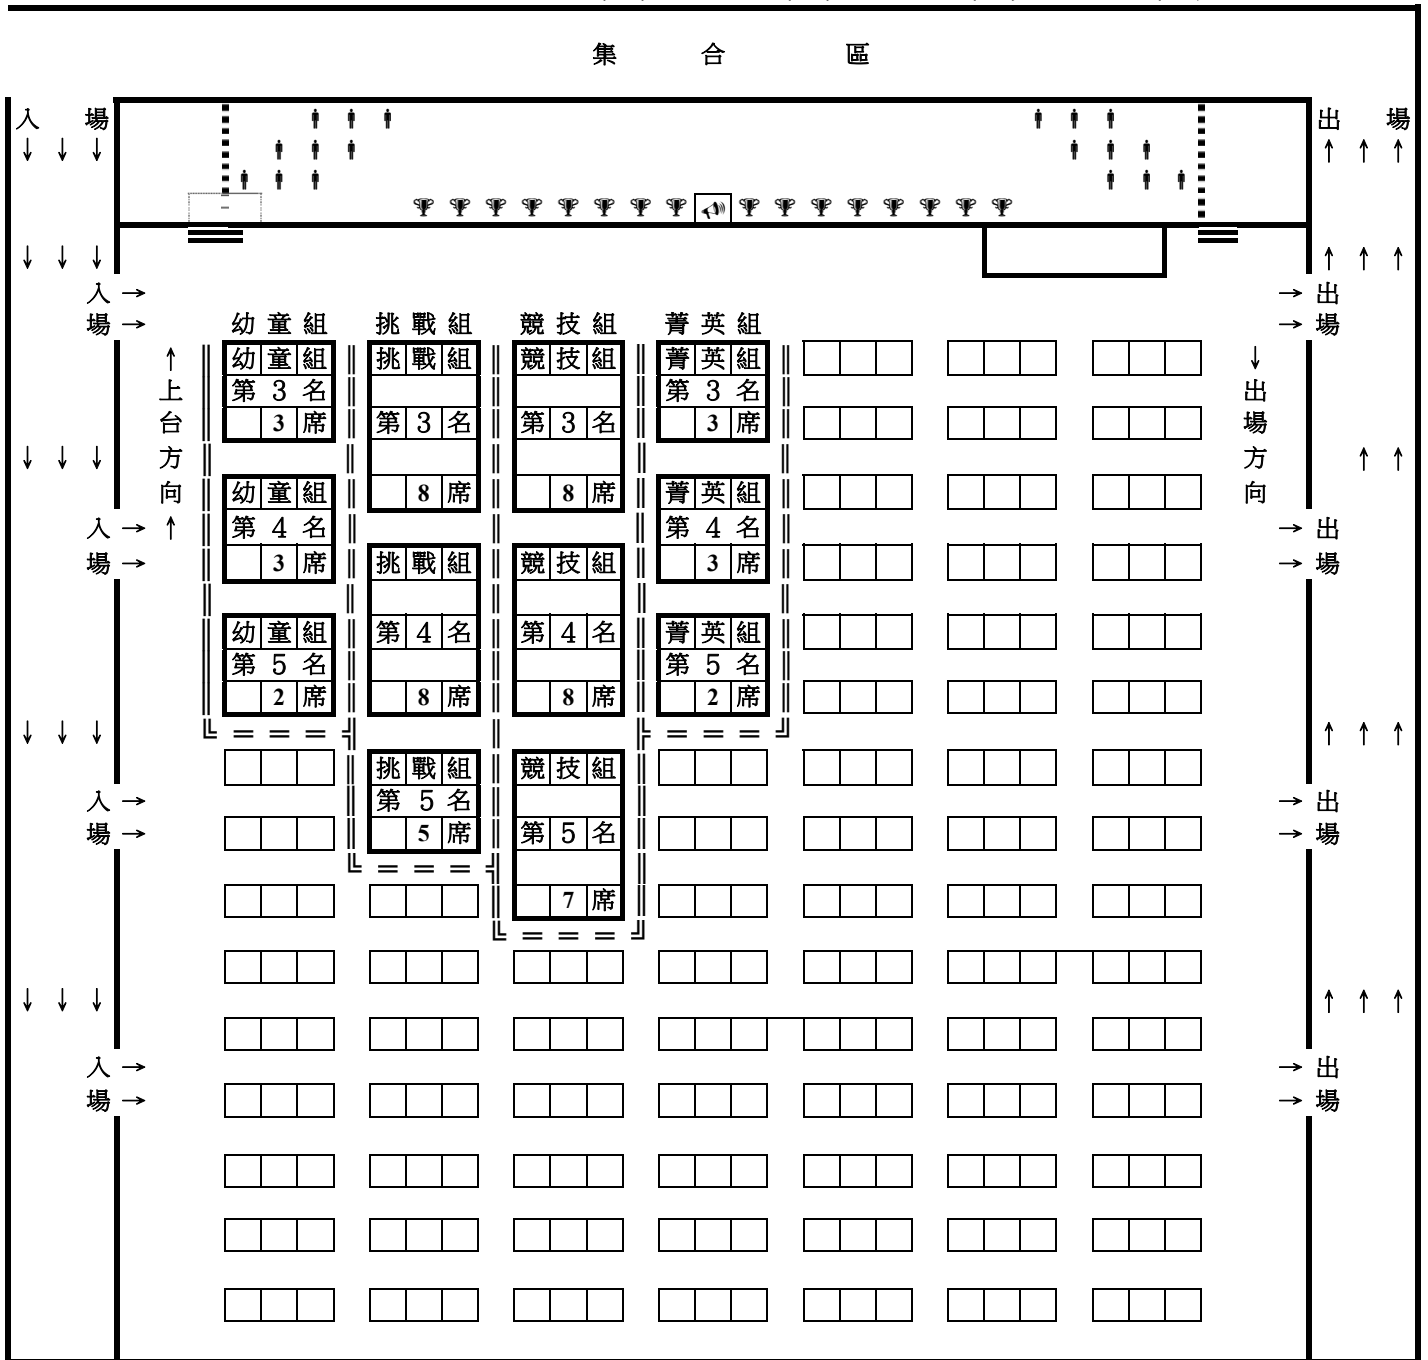 集 合 區
入 場
出 場
↓ ↓ ↓
↑ ↑ ↑
↓ ↓ ↓
↑ ↑ ↑
入 →
→ 出
場 →
→ 場
幼童組 挑戰組 競技組 菁英組
幼童組 挑戰組 競技組 菁英組
第3名 第3名
↑上台方向↑
↓出場方向
第3名 第3名
3席 3席
↓ ↓ ↓
↑ ↑
8席 8席
幼童組 菁英組
第4名 第4名
入 →
→ 出
3席 挑戰組 競技組 3席
場 →
→ 場
幼童組 第4名 第4名 菁英組
第5名 第5名
2席 8席 8席 2席
↓ ↓ ↓
↑ ↑ ↑
挑戰組 競技組
入 →
第5名
→ 出
場 →
5席 第5名
→ 場
7席
↓ ↓ ↓
↑ ↑ ↑
入 →
→ 出
場 →
→ 場